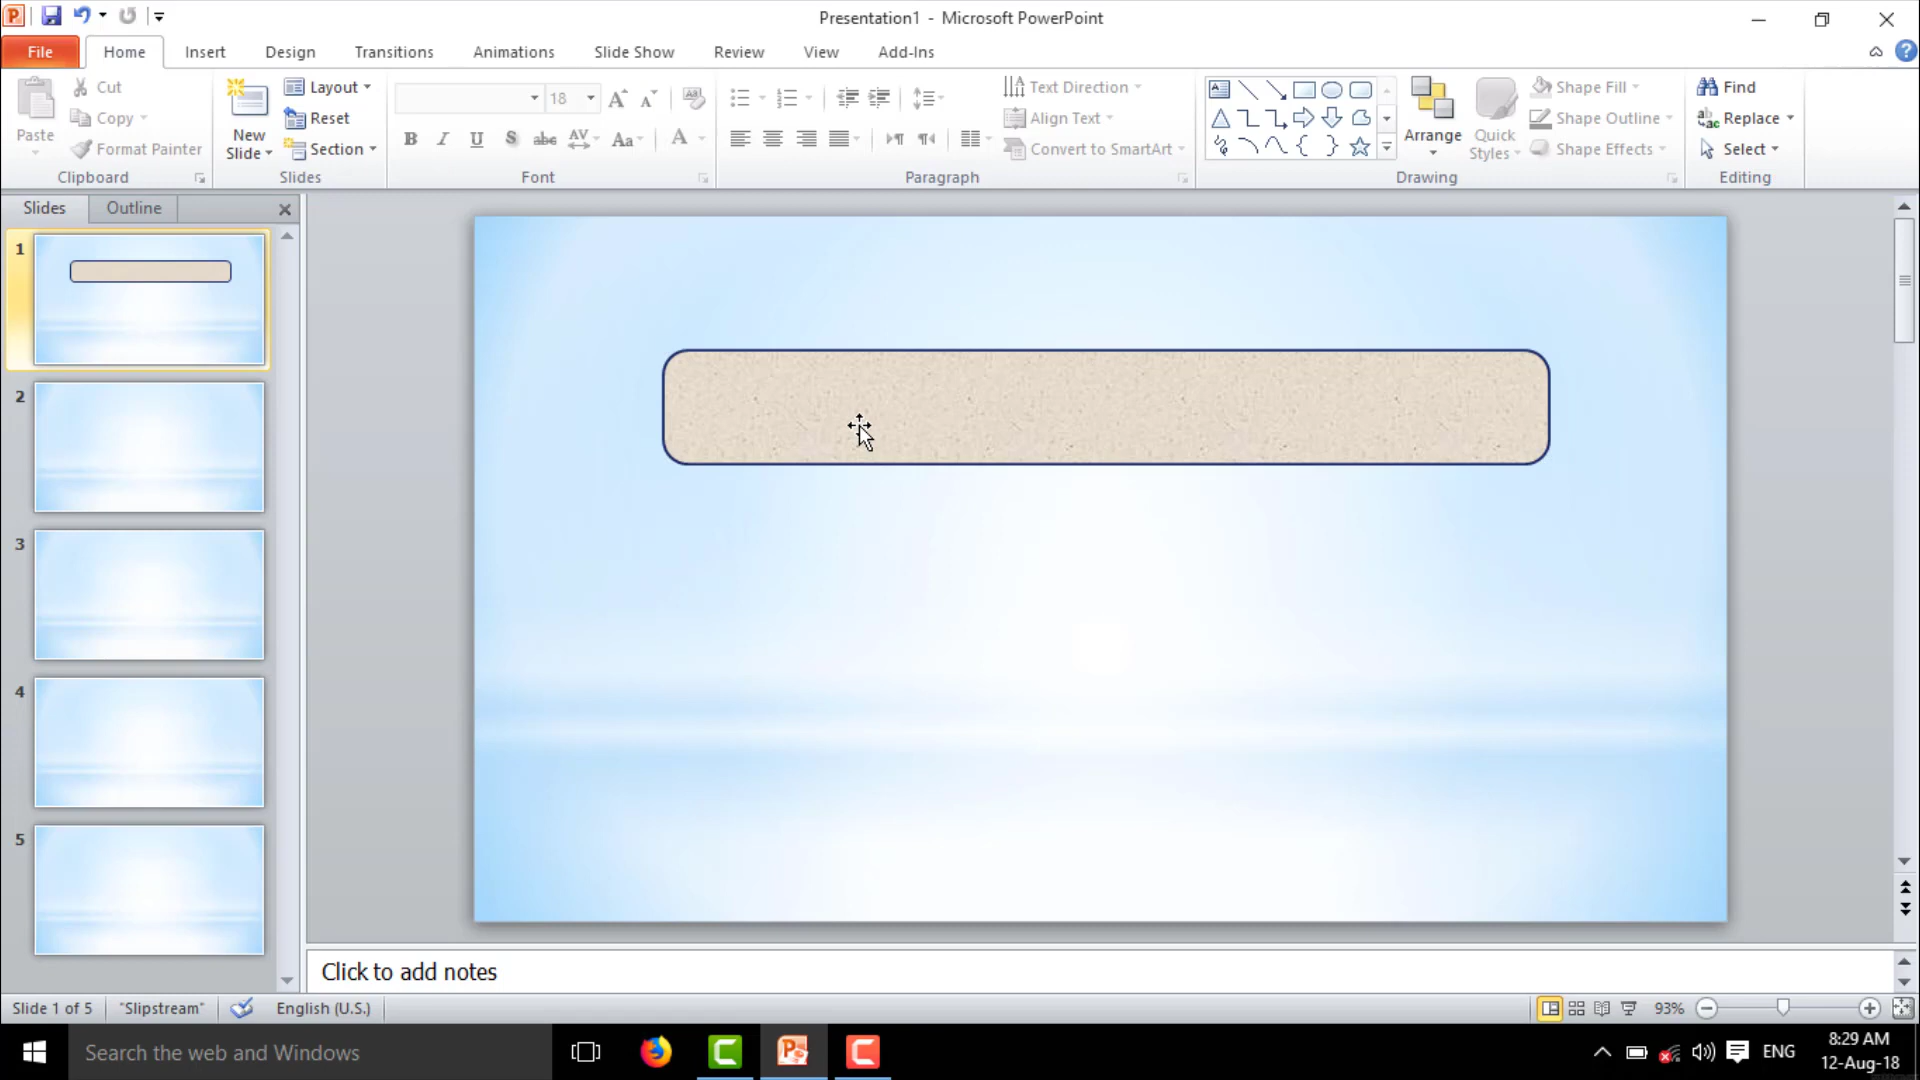 Presentation1 - Microsoft PowerPoint
File Home Insert Design Transitions Animations Slide Show Review View Add-Ins
Paste
Cut
Copy
Format Painter
Clipboard
New
Slide
Layout
Reset
Section
Slides
18
B I U S abc AV Aa A
Font
Text Direction
Align Text
Convert to SmartArt
Paragraph
Arrange
Quick
Styles
Shape Fill
Shape Outline
Shape Effects
Drawing
Find
Replace
Select
Editing
Slides Outline
1
2
3
4
5
Click to add notes
Slide 1 of 5 "Slipstream" English (U.S.) 93%
Search the web and Windows
ENG
8:29 AM
12-Aug-18